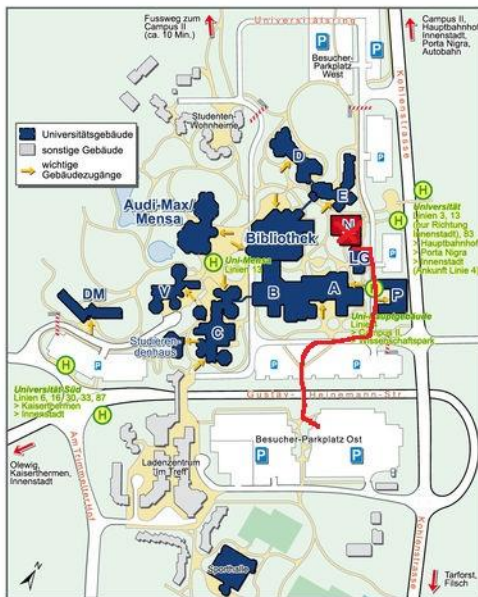 Fussweg zum
Campus II
(ca. 10 Min.)
Universitätsring
Campus II,
Hauptbahnhof
Innenstadt,
Porta Nigra,
Autobahn
P
Besucher-
Parkplatz
West
P
Kohlenstrasse
Studenten-
Wohnheime
Universitätsgebäude
sonstige Gebäude
wichtige
Gebäudezugänge
D
E
H
Universität
Linien 3, 13
(nur Richtung
Innenstadt), 83
> Hauptbahnhof
> Porta Nigra
> Innenstadt
(Ankunft Linie 4)
H
Audi-Max/
Mensa
Bibliothek
N
LG
P
H
Uni-Mensa
Linien 13
DM
V
B
A
H
P
Uni-Hauptgebäude
Linie
> Campus II
> Wissenschaftspark
C
Studieren-
denhaus
P
P
P
H
Universität Süd
Linien 6, 16, 30, 33, 87
> Kaiserthermen
> Innenstadt
H
Gustav-Heinemann-Str
Besucher-Parkplatz Ost
P
P
Olewig,
Kaiserthermen,
Innenstadt
Am Trimmelter Hof
Ladenzentrum
"Im Treff"
Kohlenstrasse
Sporthalle
Tarforst,
Filsch
N